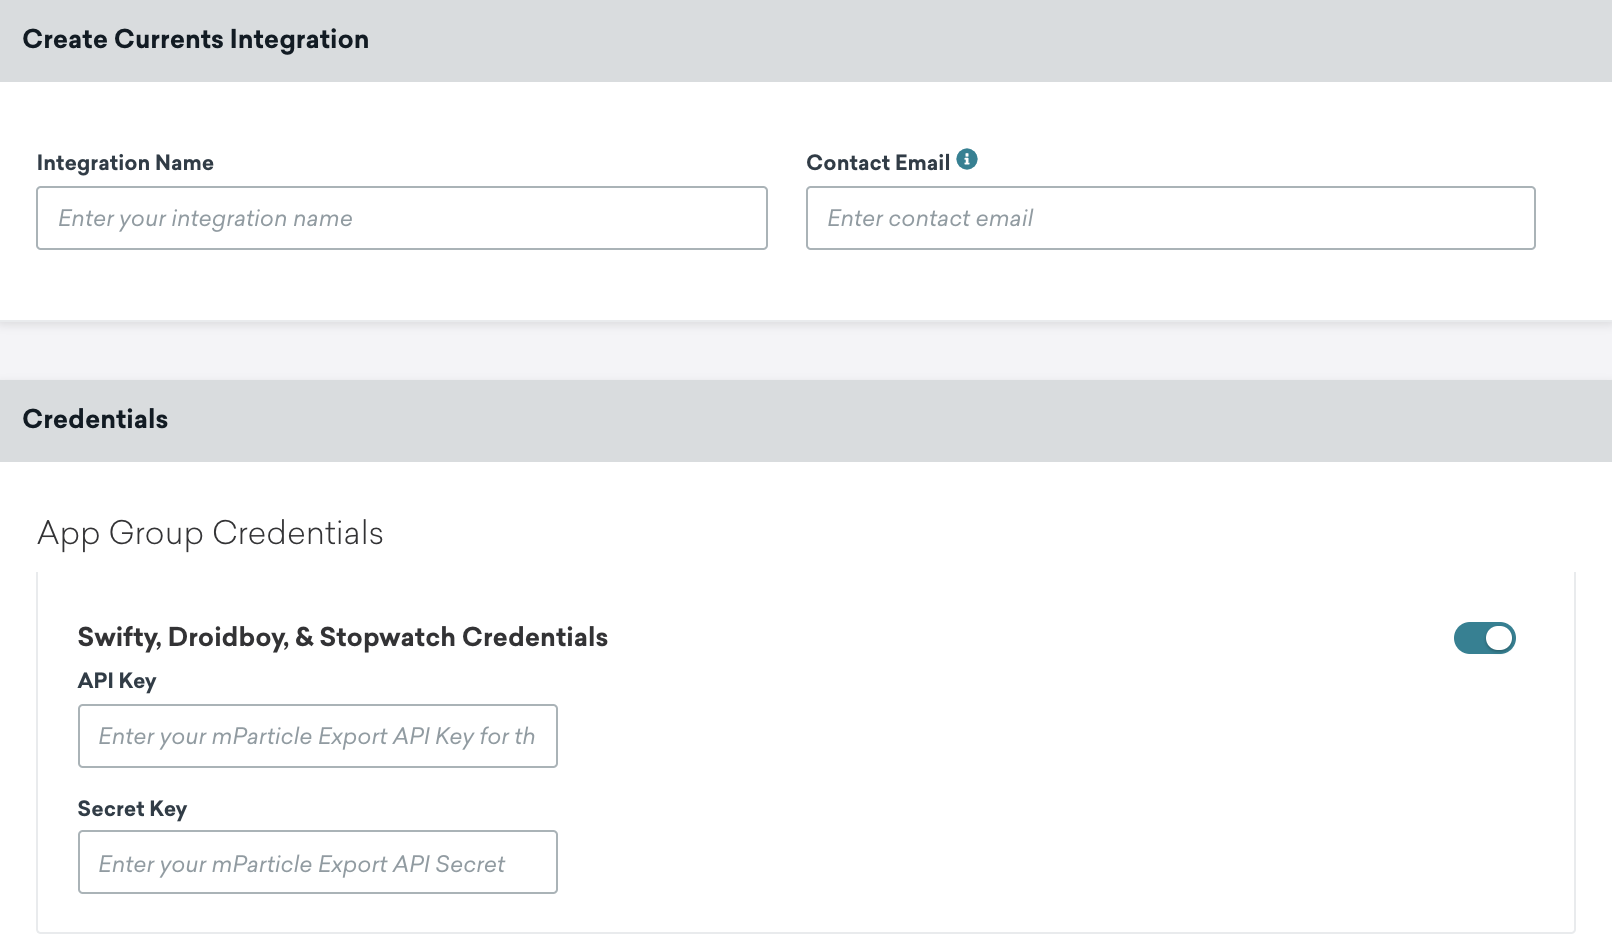 Create Currents Integration
Integration Name
Contact Email
Enter your integration name
Enter contact email
Credentials
App Group Credentials
Swifty, Droidboy, & Stopwatch Credentials
API Key
Enter your mParticle Export API Key for th
Secret Key
Enter your mParticle Export API Secret